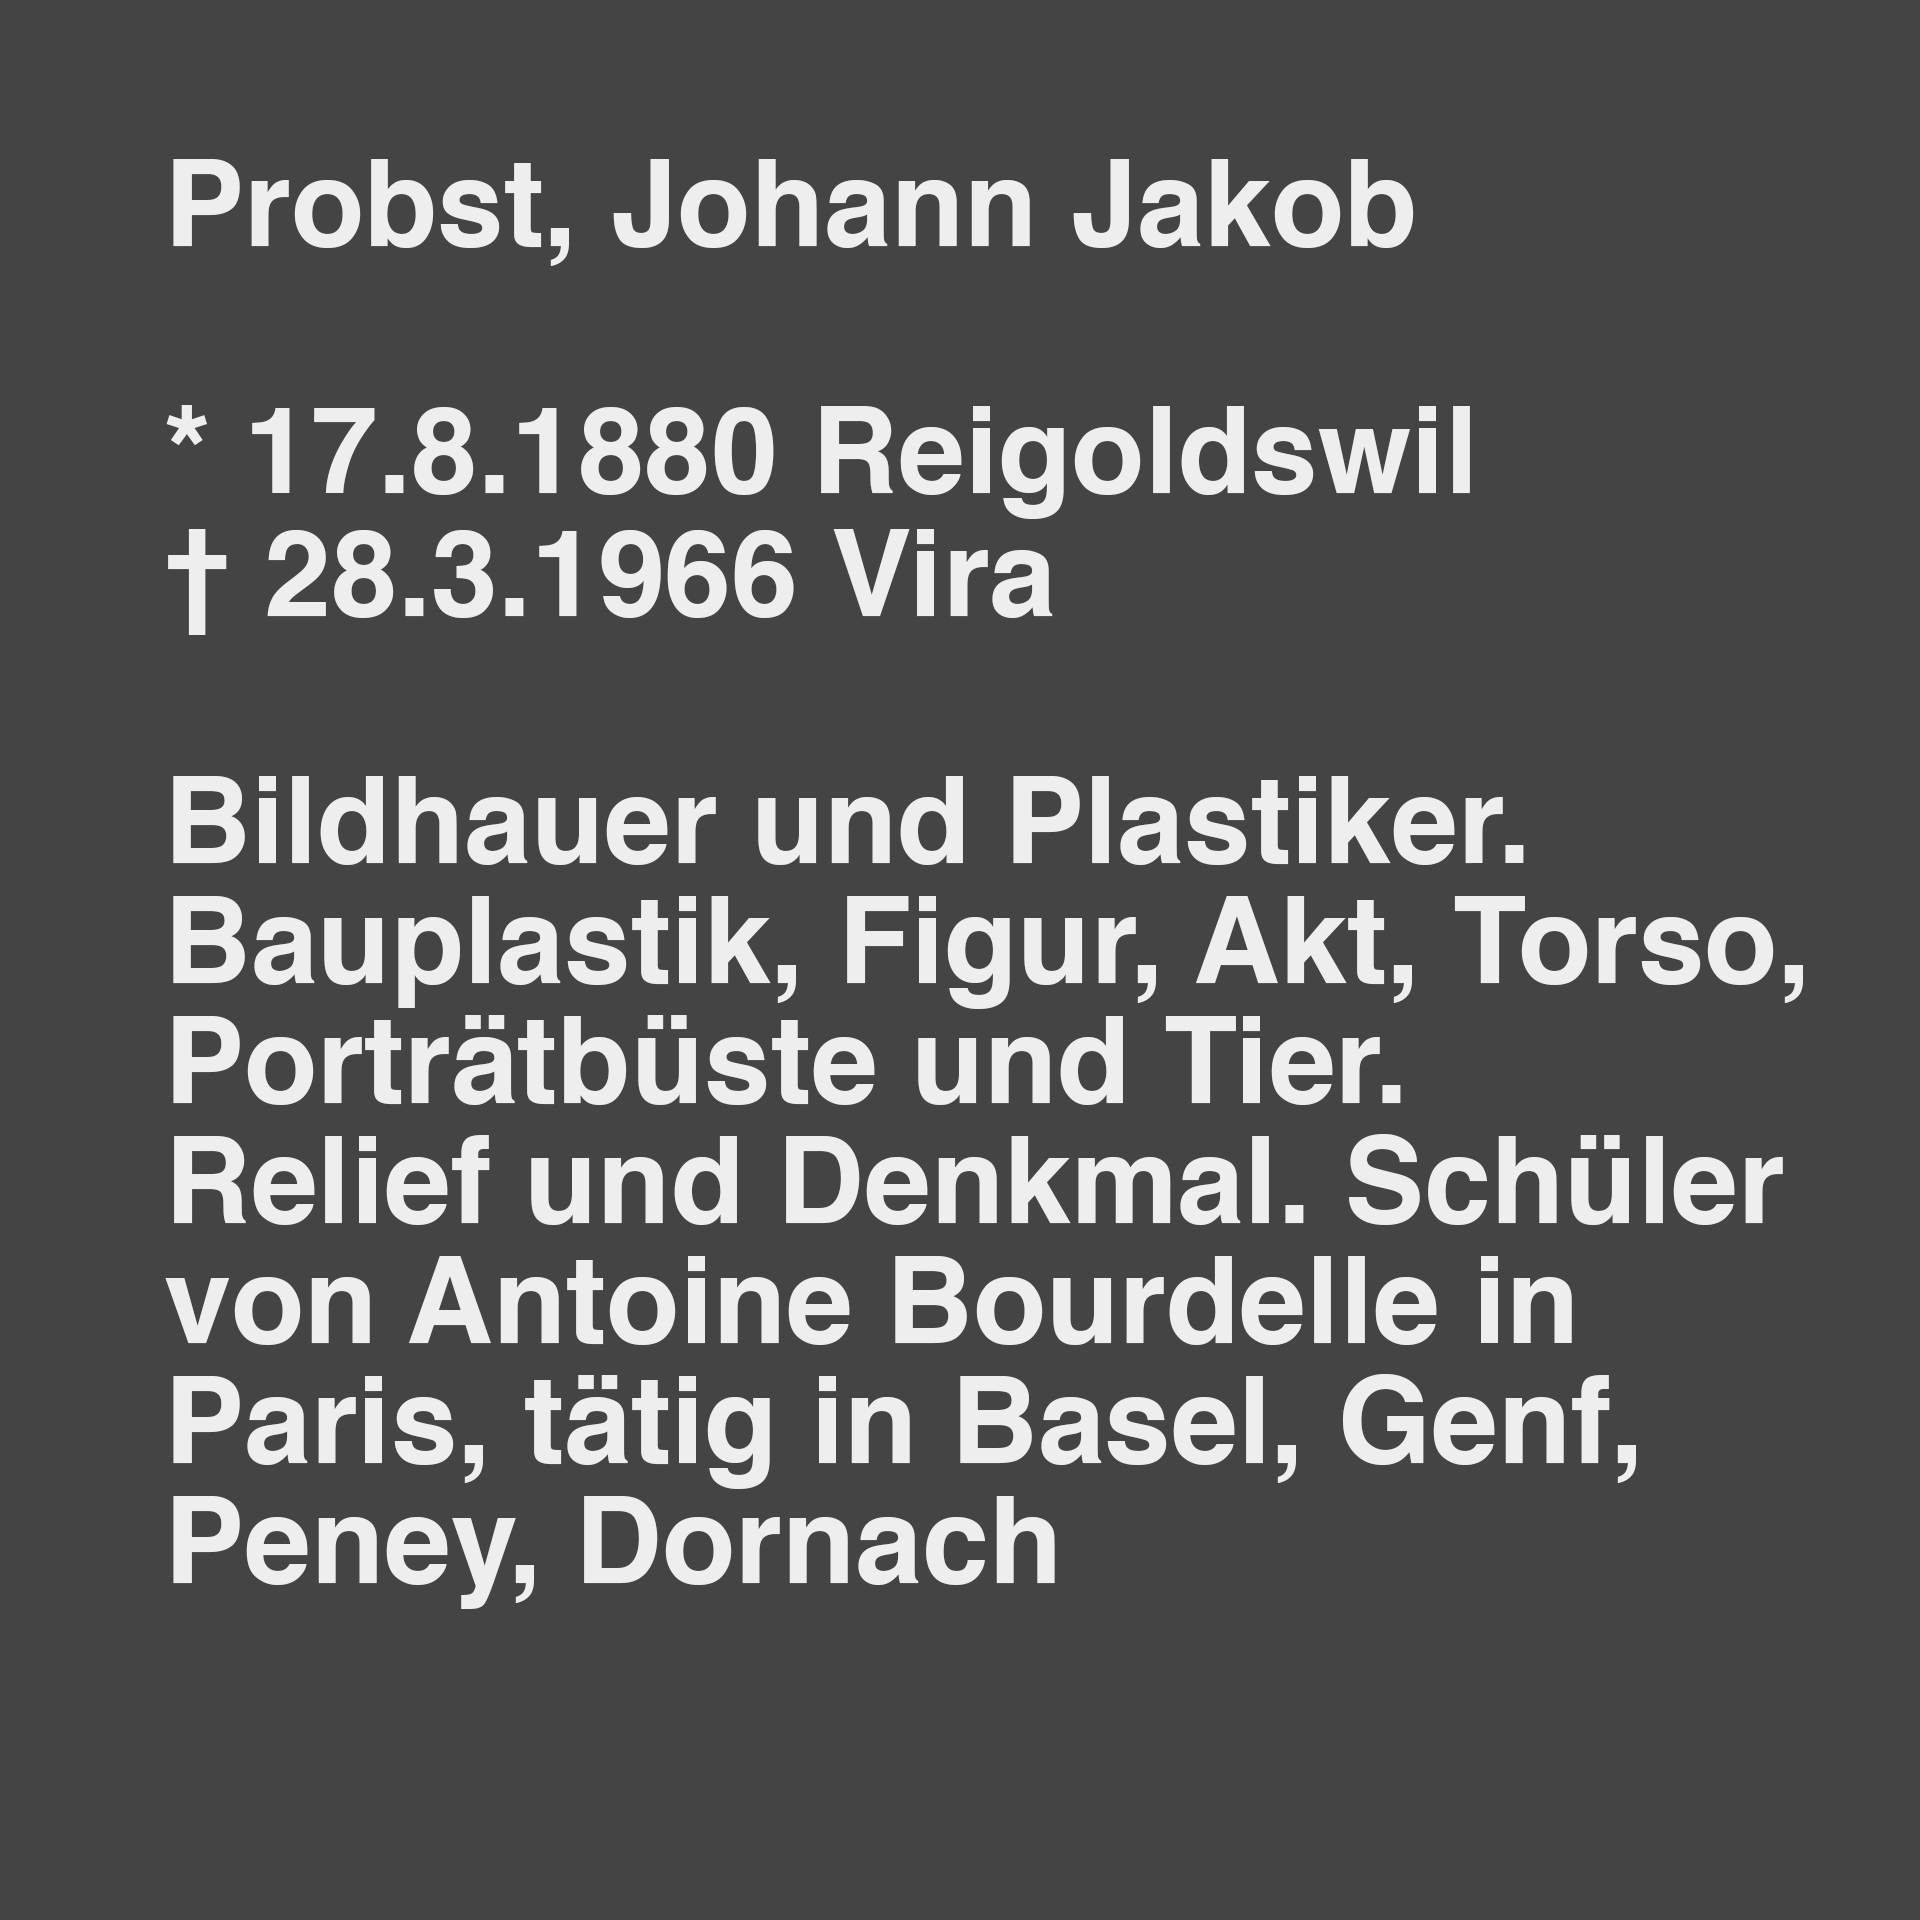 Probst, Johann Jakob
* 17.8.1880 Reigoldswil
† 28.3.1966 Vira
Bildhauer und Plastiker.
Bauplastik, Figur, Akt, Torso,
Porträtbüste und Tier.
Relief und Denkmal. Schüler
von Antoine Bourdelle in
Paris, tätig in Basel, Genf,
Peney, Dornach